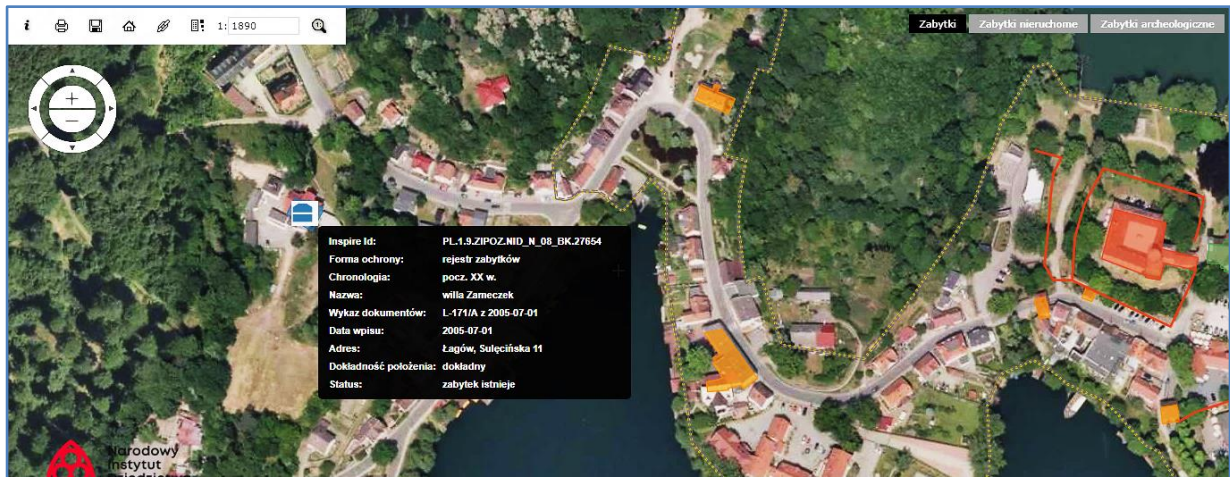 i 1: 1890 Zabytki Zabytki nieruchome Zabytki archeologiczne
Inspire Id: PL.1.9.ZIPOZ.NID_N_08_BK.27654
Forma ochrony: rejestr zabytków
Chronologia: pocz. XX w.
Nazwa: willa Zameczek
Wykaz dokumentów: L-171/A z 2005-07-01
Data wpisu: 2005-07-01
Adres: Łagów, Sulęcińska 11
Dokładność położenia: dokładny
Status: zabytek istnieje
Narodowy
Instytut